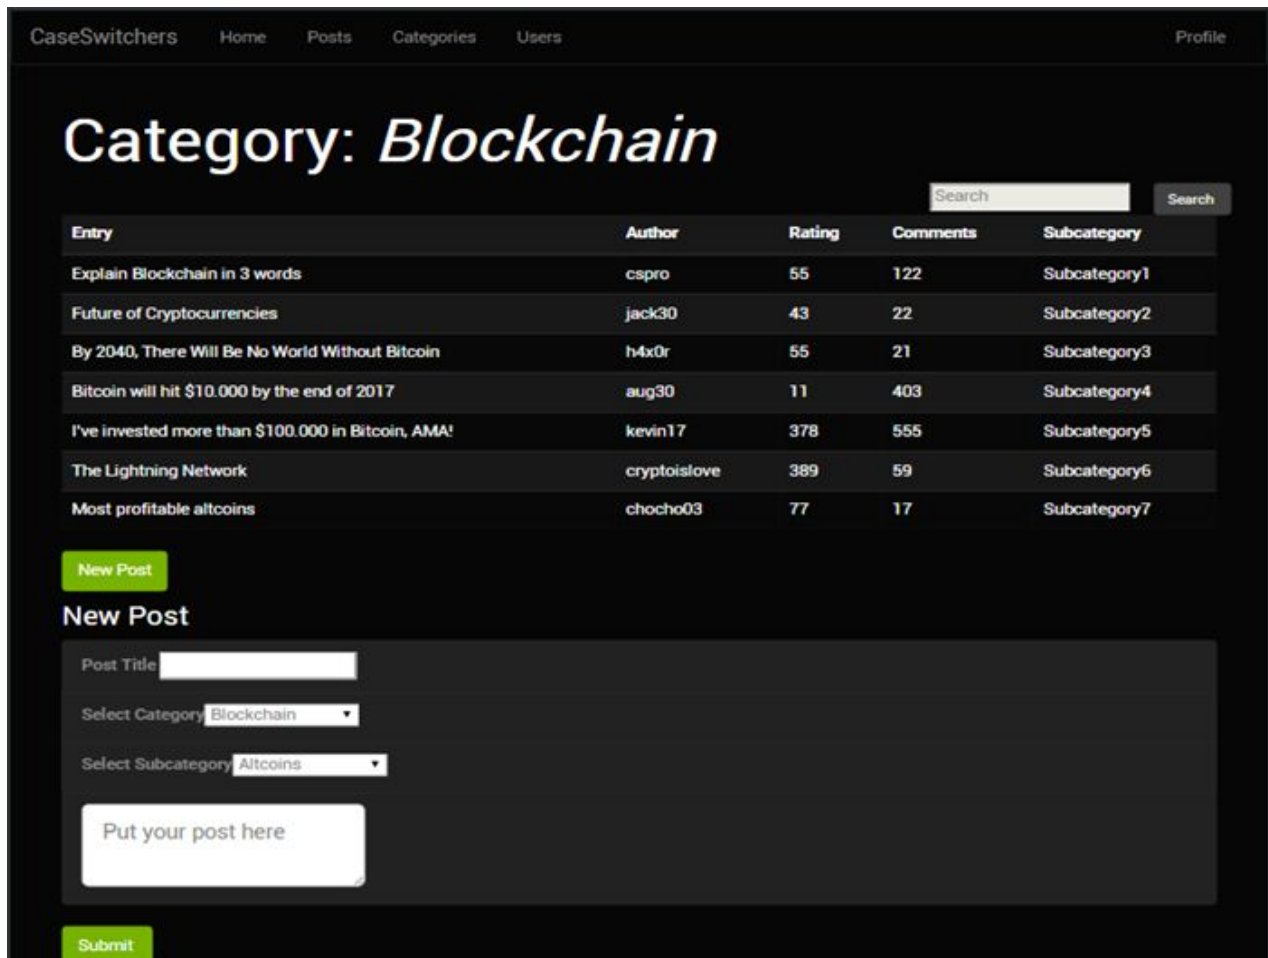 CaseSwitchers Home Posts Categories Users Profile
Category: Blockchain
Search Search
Entry Author Rating Comments Subcategory
Explain Blockchain in 3 words cspro 55 122 Subcategory1
Future of Cryptocurrencies jack30 43 22 Subcategory2
By 2040, There Will Be No World Without Bitcoin h4x0r 55 21 Subcategory3
Bitcoin will hit $10.000 by the end of 2017 aug30 11 403 Subcategory4
I've invested more than $100.000 in Bitcoin, AMA! kevin17 378 555 Subcategory5
The Lightning Network cryptoislove 389 59 Subcategory6
Most profitable altcoins chocho03 77 17 Subcategory7
New Post
New Post
Post Title
Select Category Blockchain
Select Subcategory Altcoins
Put your post here
Submit